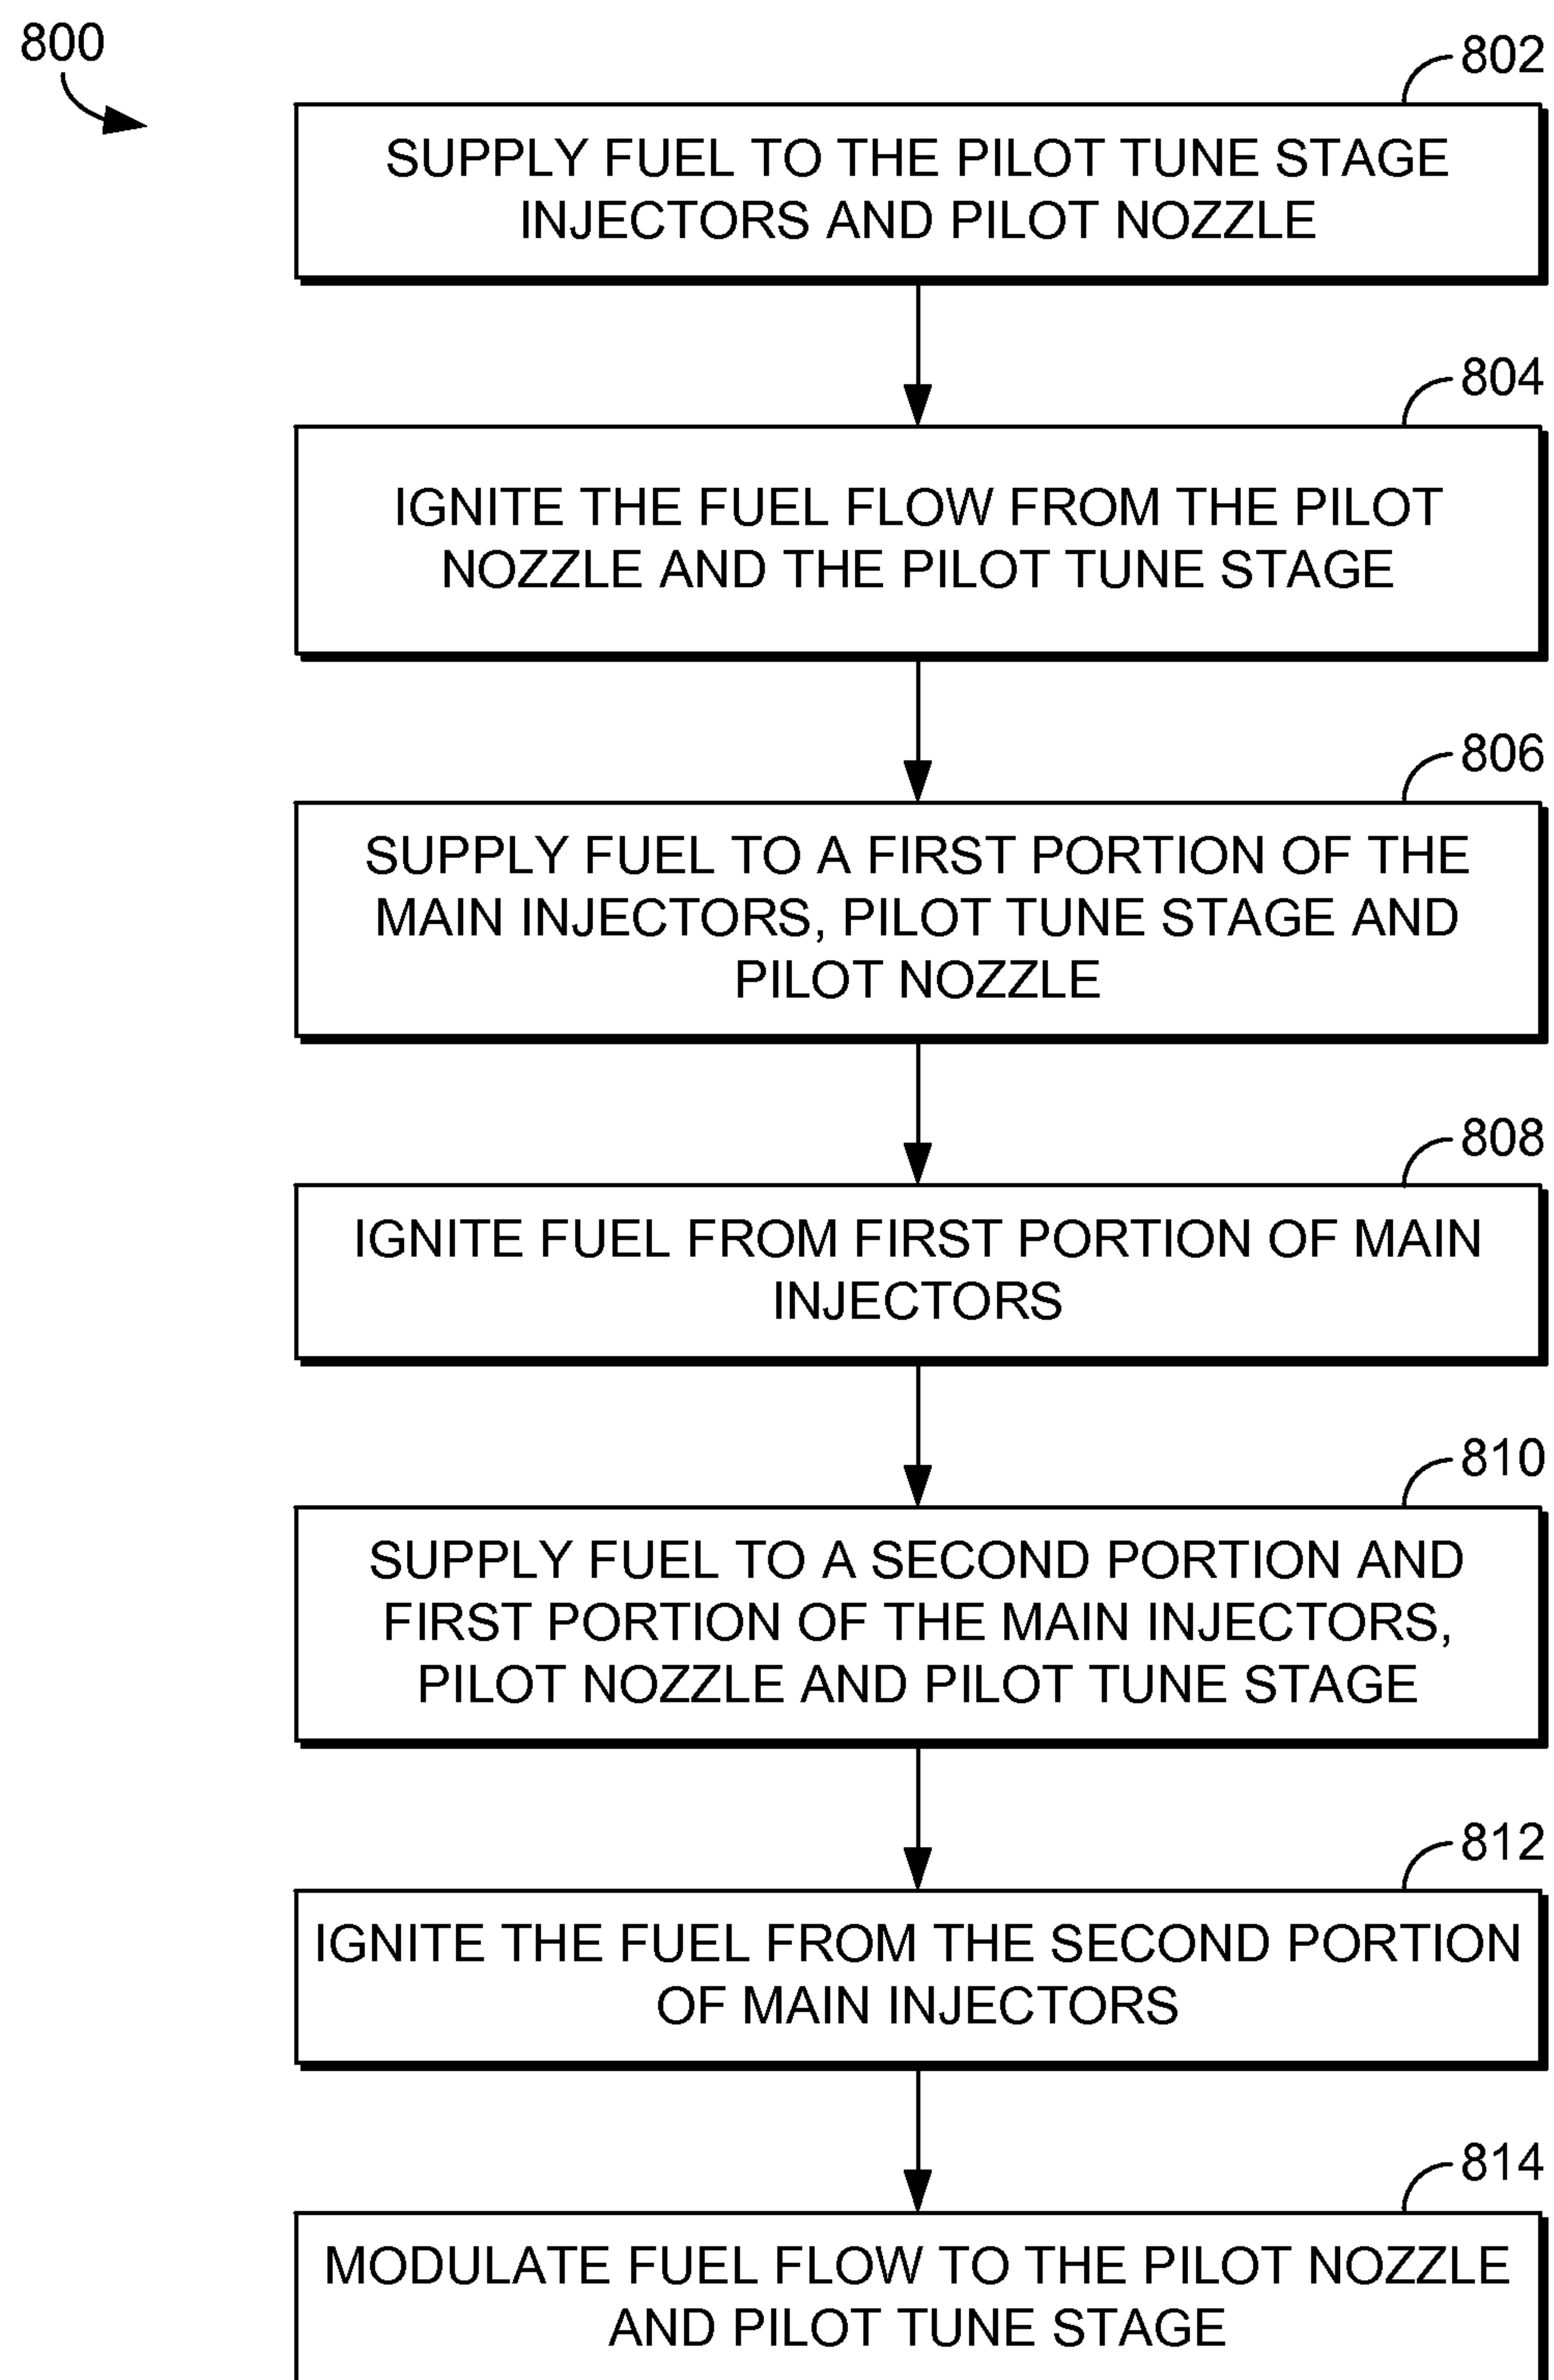 800
802
SUPPLY FUEL TO THE PILOT TUNE STAGE
INJECTORS AND PILOT NOZZLE
804
IGNITE THE FUEL FLOW FROM THE PILOT
NOZZLE AND THE PILOT TUNE STAGE
806
SUPPLY FUEL TO A FIRST PORTION OF THE
MAIN INJECTORS, PILOT TUNE STAGE AND
PILOT NOZZLE
808
IGNITE FUEL FROM FIRST PORTION OF MAIN
INJECTORS
810
SUPPLY FUEL TO A SECOND PORTION AND
FIRST PORTION OF THE MAIN INJECTORS,
PILOT NOZZLE AND PILOT TUNE STAGE
812
IGNITE THE FUEL FROM THE SECOND PORTION
OF MAIN INJECTORS
814
MODULATE FUEL FLOW TO THE PILOT NOZZLE
AND PILOT TUNE STAGE